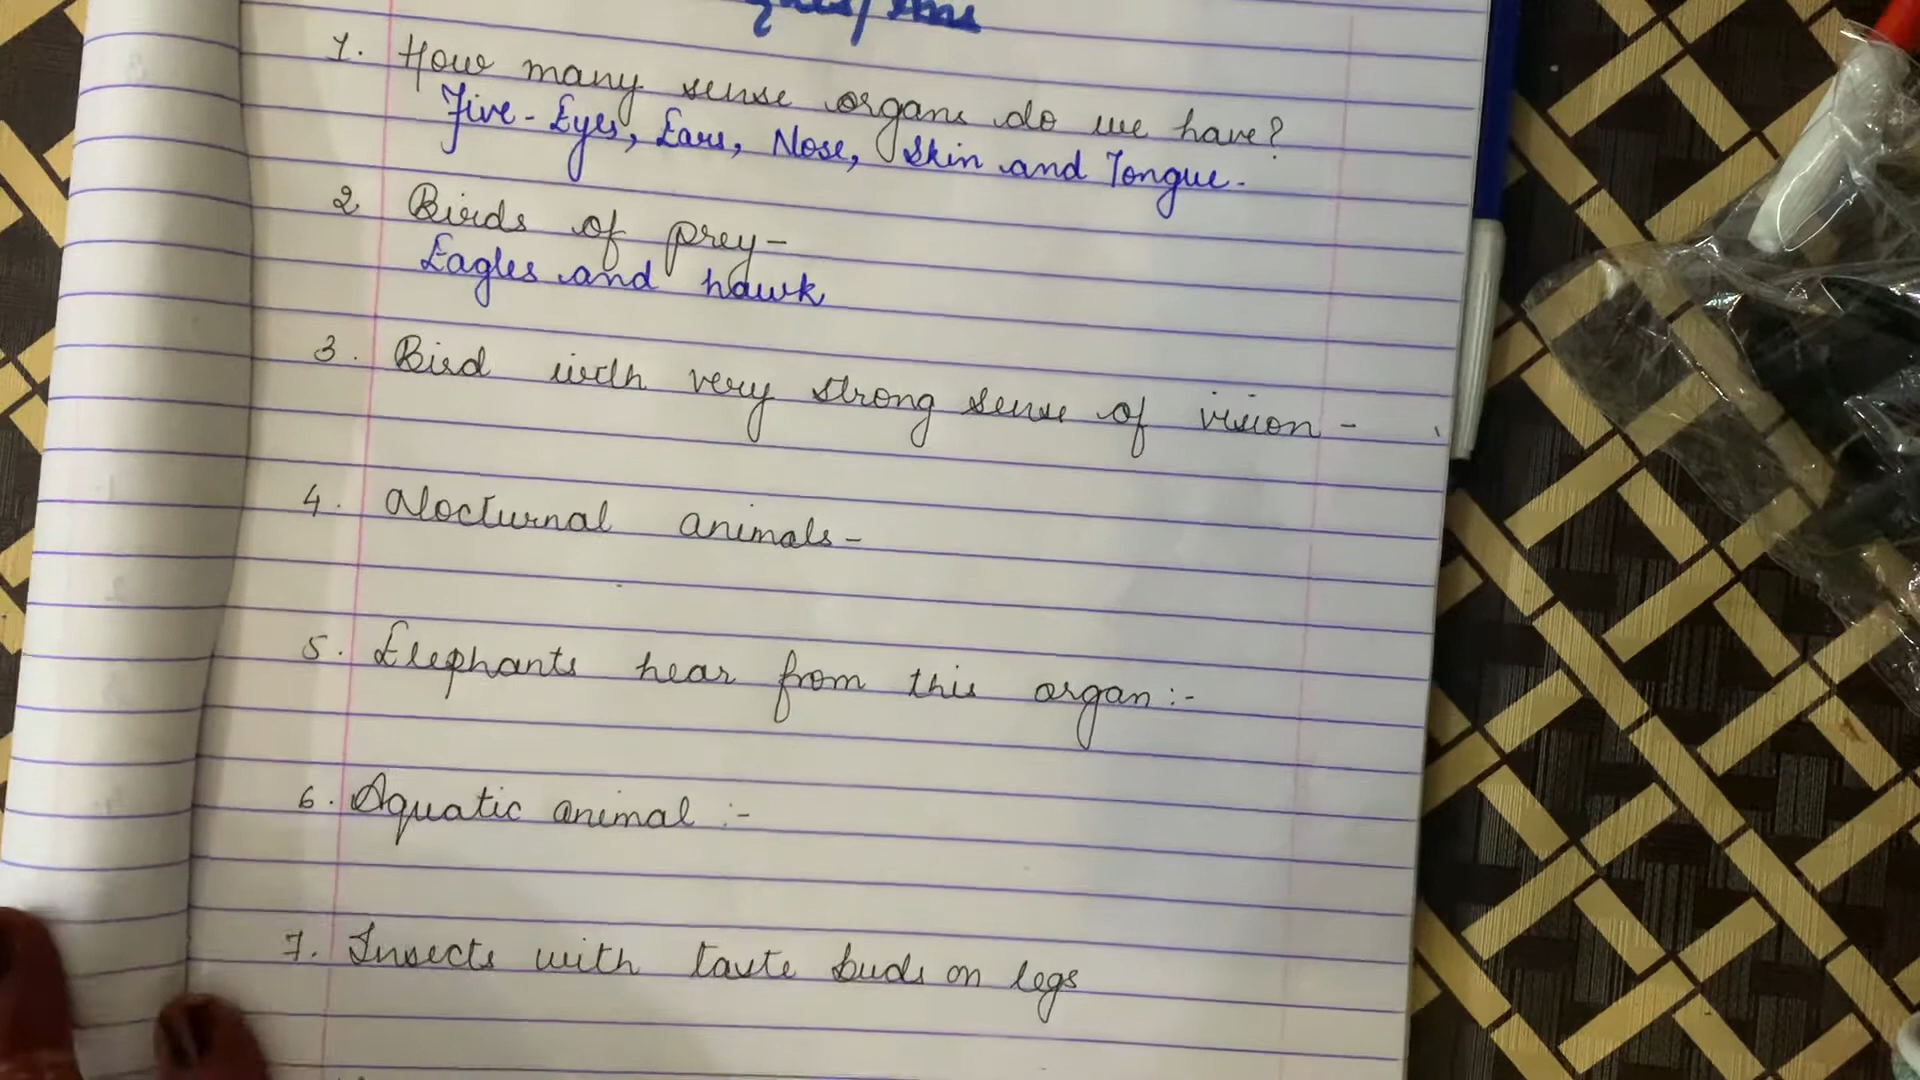 1. How many sense organs do we have?
Five - Eyes, Ears, Nose, Skin and Tongue.
2 Birds of prey -
Eagles and hawk
3. Bird with very strong sense of vision -
4. Nocturnal animals -
5. Elephants hear from this organ :-
6. Aquatic animal :-
7. Insects with taste buds on legs